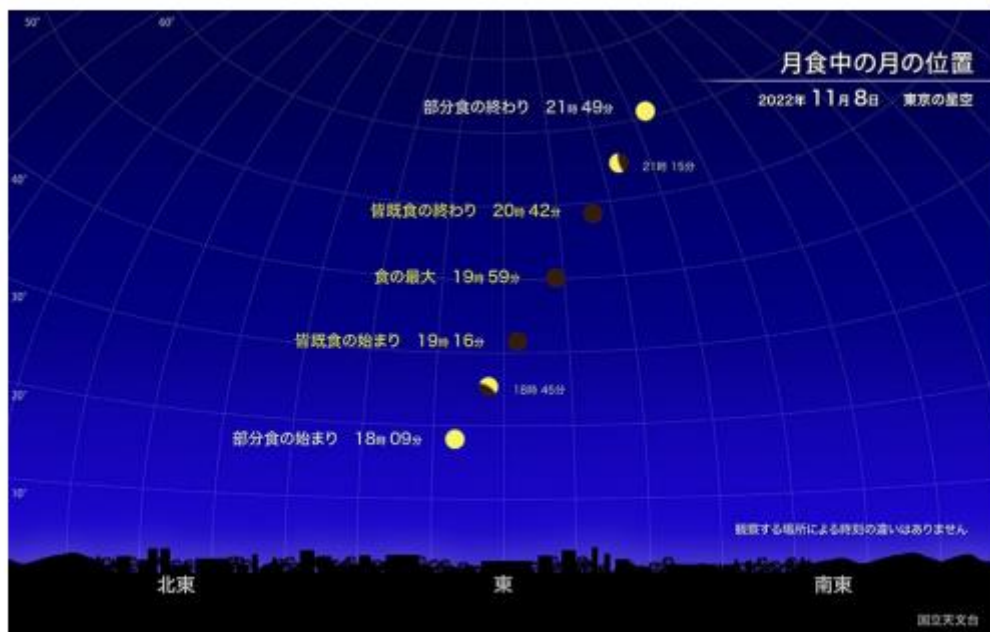 50°
60°
月食中の月の位置
2022年 11月 8日 東京の星空
部分食の終わり 21時 49分
21時 15分
40°
皆既食の終わり 20時 42分
食の最大 19時 59分
30°
皆既食の始まり 19時 16分
18時 45分
20°
部分食の始まり 18時 09分
10°
観察する場所による時刻の違いはありません
北東
東
南東
国立天文台